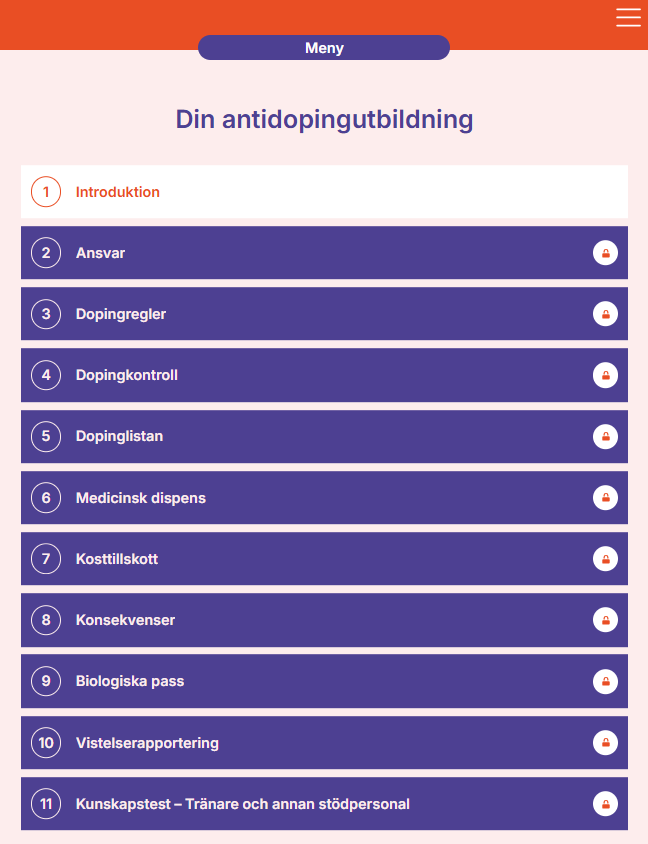 Meny
Din antidopingutbildning
1 Introduktion
2 Ansvar
3 Dopingregler
4 Dopingkontroll
5 Dopinglistan
6 Medicinsk dispens
7 Kosttillskott
8 Konsekvenser
9 Biologiska pass
10 Vistelserapportering
11 Kunskapstest – Tränare och annan stödpersonal